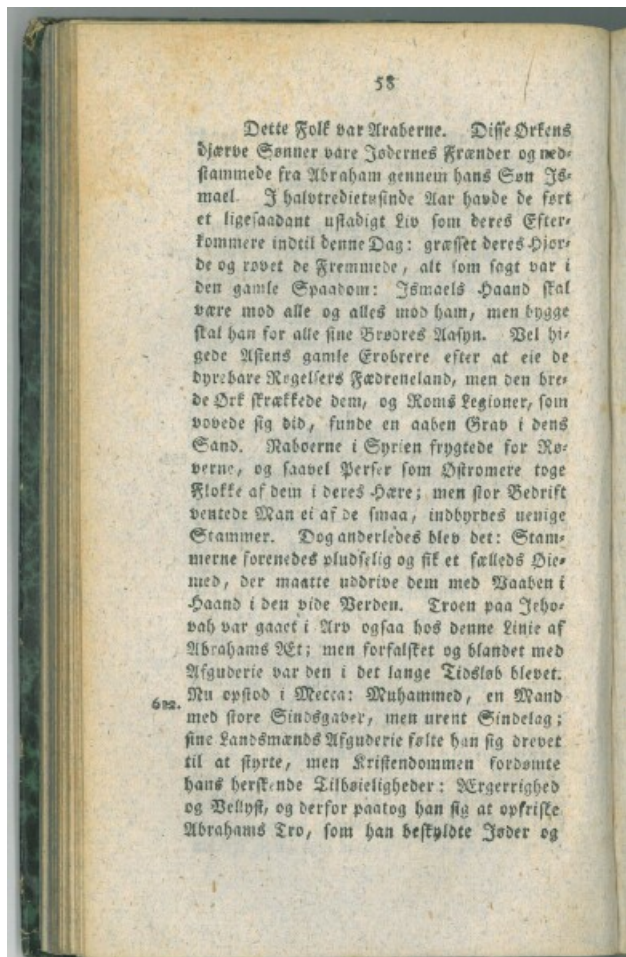 58
Dette Folk var Araberne. Disse Ørkens
djærve Sønner vare Jødernes Frænder og ned-
stammede fra Abraham gennem hans Søn Is-
mael. I halvtredietusinde Aar havde de ført
et ligesaadant ustadigt Liv som deres Efter-
kommere indtil denne Dag: græsset deres Hjor-
de og røvet de Fremmede, alt som sagt var i
den gamle Spaadom: Ismaels Haand skal
være mod alle og alles mod ham, men bygge
skal han for alle sine Brødres Aasyn. Vel hi-
gede Astens gamle Erobrere efter at eie de
dyrebare Røgelsers Fædreneland, men den bre-
de Ørk skrækkede dem, og Roms Legioner, som
vovede sig did, funde en aaben Grav i dens
Sand. Naboerne i Syrien frygtede for Rø-
verne, og saavel Perser som Østromere toge
Flokke af dem i deres Hære; men stor Bedrift
ventede Man ei af de smaa, indbyrdes uenige
Stammer. Dog anderledes blev det: Stam-
merne forenedes pludselig og fik et fælleds Øie-
med, der maatte uddrive dem med Vaaben i
Haand i den vide Verden. Troen paa Jeho-
vah var gaaet i Arv ogsaa hos denne Linie af
Abrahams Æt; men forfalsket og blandet med
Afguderie var den i det lange Tidsløb blevet.
622. Nu opstod i Mecca: Muhammed, en Mand
med store Sindsgaver, men urent Sindelag;
sine Landsmænds Afguderie følte han sig drevet
til at styrte, men Kristendommen fordømte
hans herskende Tilbøieligheder: Ærgerrighed
og Vellyst, og derfor paatog han sig at opfriske
Abrahams Tro, som han beskyldte Jøder og